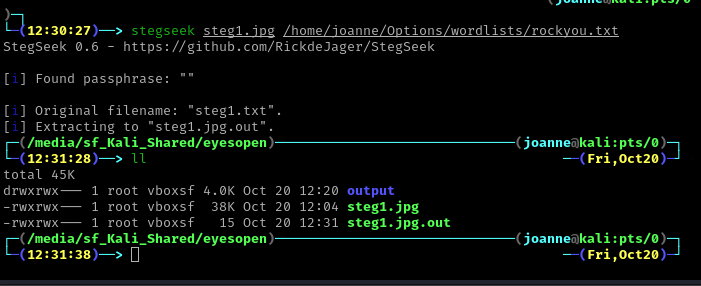 )─┐ (joanne@kali:pts/0)─┐
└─(12:30:27)──> stegseek steg1.jpg /home/joanne/Options/wordlists/rockyou.txt
StegSeek 0.6 - https://github.com/RickdeJager/StegSeek
[i] Found passphrase: ""
[i] Original filename: "steg1.txt".
[i] Extracting to "steg1.jpg.out".
┌─(/media/sf_Kali_Shared/eyesopen)────(joanne@kali:pts/0)─┐
└─(12:31:28)──> ll ──(Fri,Oct20)─┘
total 45K
drwxrwx--- 1 root vboxsf 4.0K Oct 20 12:20 output
-rwxrwx--- 1 root vboxsf  38K Oct 20 12:04 steg1.jpg
-rwxrwx--- 1 root vboxsf   15 Oct 20 12:31 steg1.jpg.out
┌─(/media/sf_Kali_Shared/eyesopen)────(joanne@kali:pts/0)─┐
└─(12:31:38)──> ──(Fri,Oct20)─┘